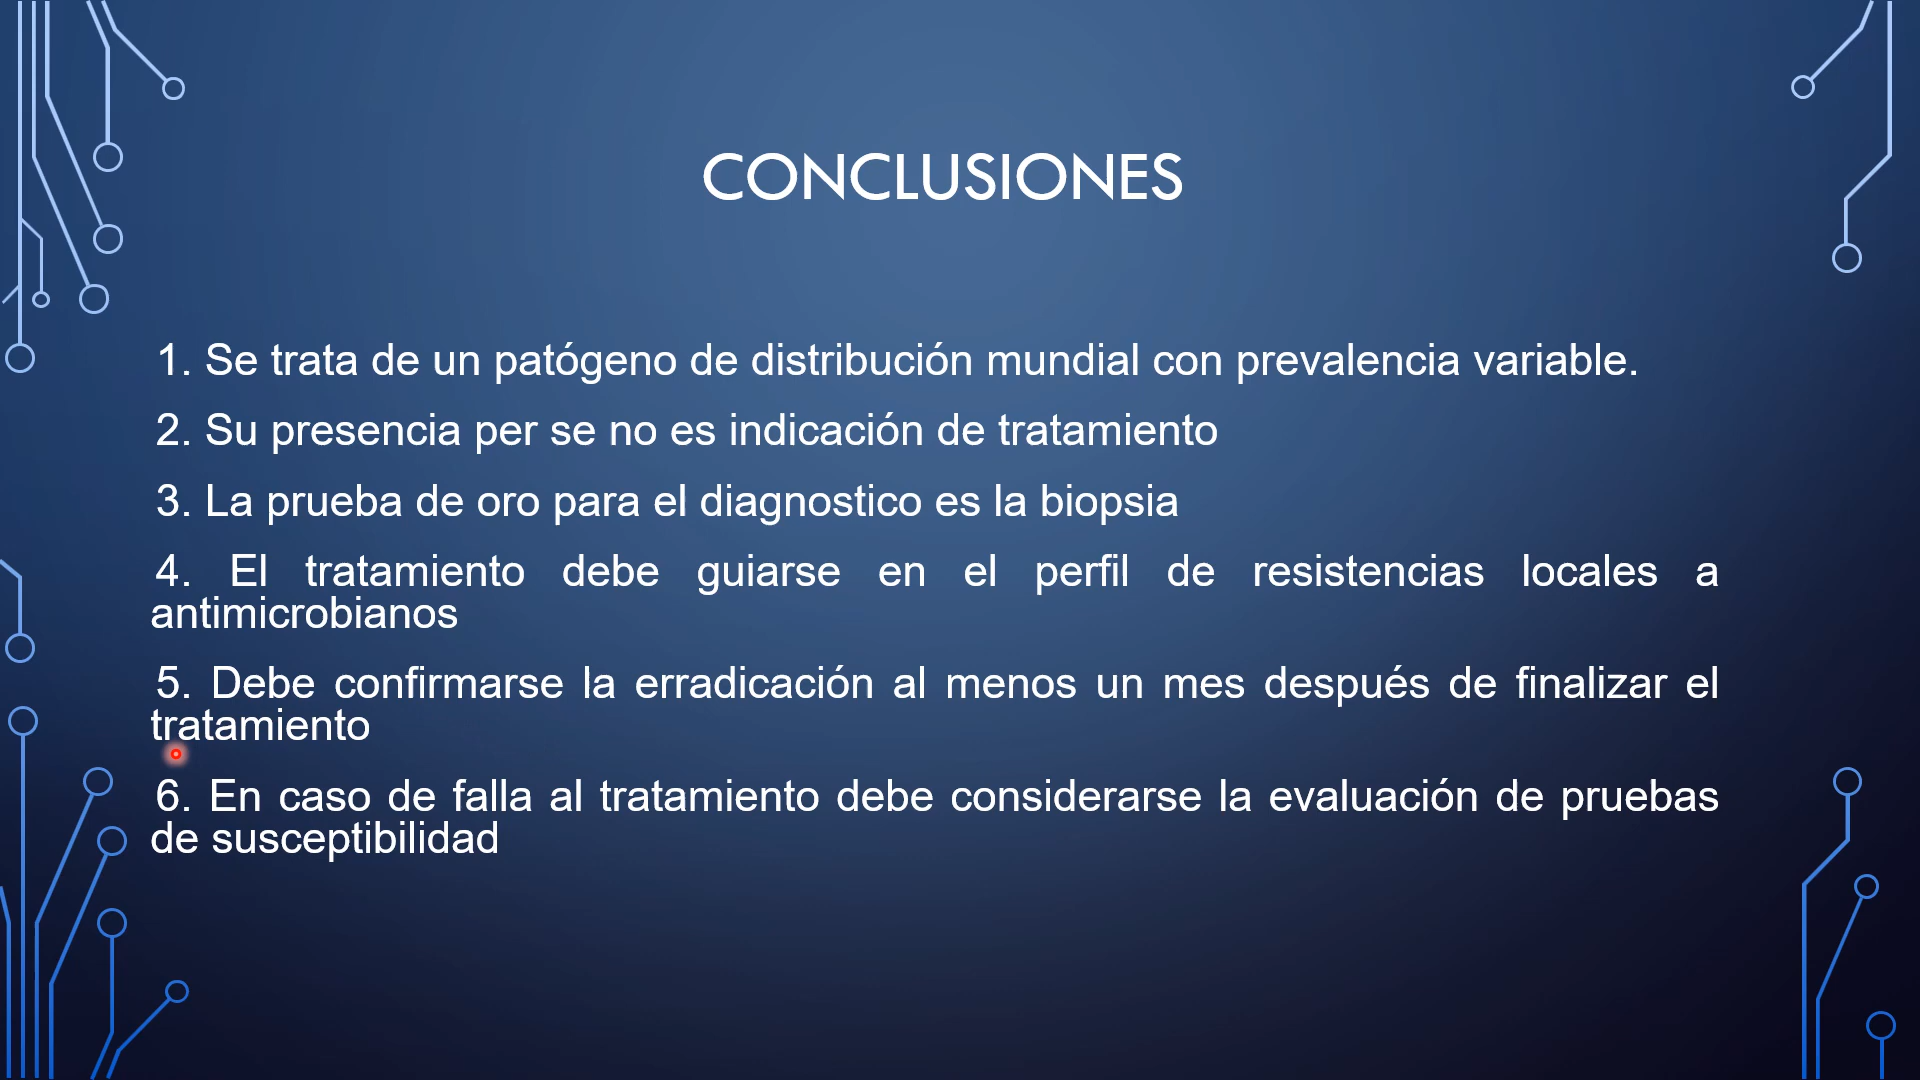 CONCLUSIONES
1. Se trata de un patógeno de distribución mundial con prevalencia variable.
2. Su presencia per se no es indicación de tratamiento
3. La prueba de oro para el diagnostico es la biopsia
4. El tratamiento debe guiarse en el perfil de resistencias locales a
antimicrobianos
5. Debe confirmarse la erradicación al menos un mes después de finalizar el
tratamiento
6. En caso de falla al tratamiento debe considerarse la evaluación de pruebas
de susceptibilidad